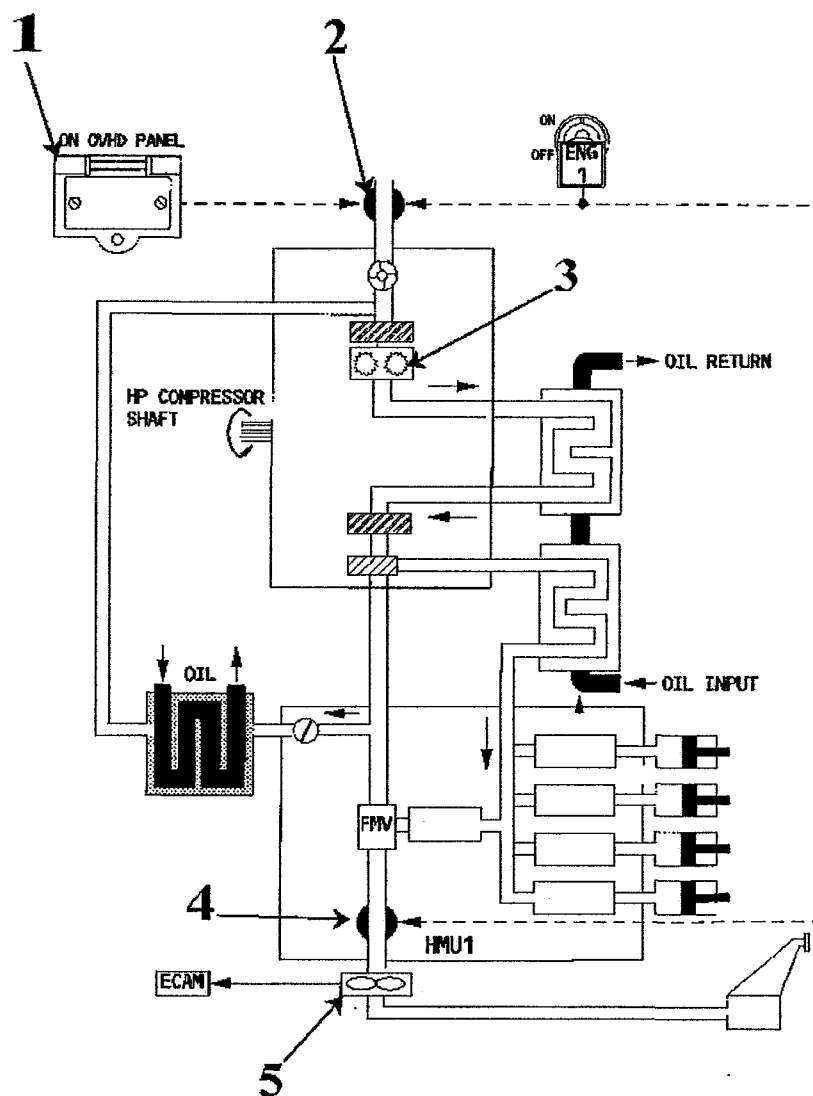 1
2
ON OVHD PANEL
ON
OFF
ENG
1
3
HP COMPRESSOR
SHAFT
OIL RETURN
OIL
OIL INPUT
FMV
4
HMU1
ECAM
5